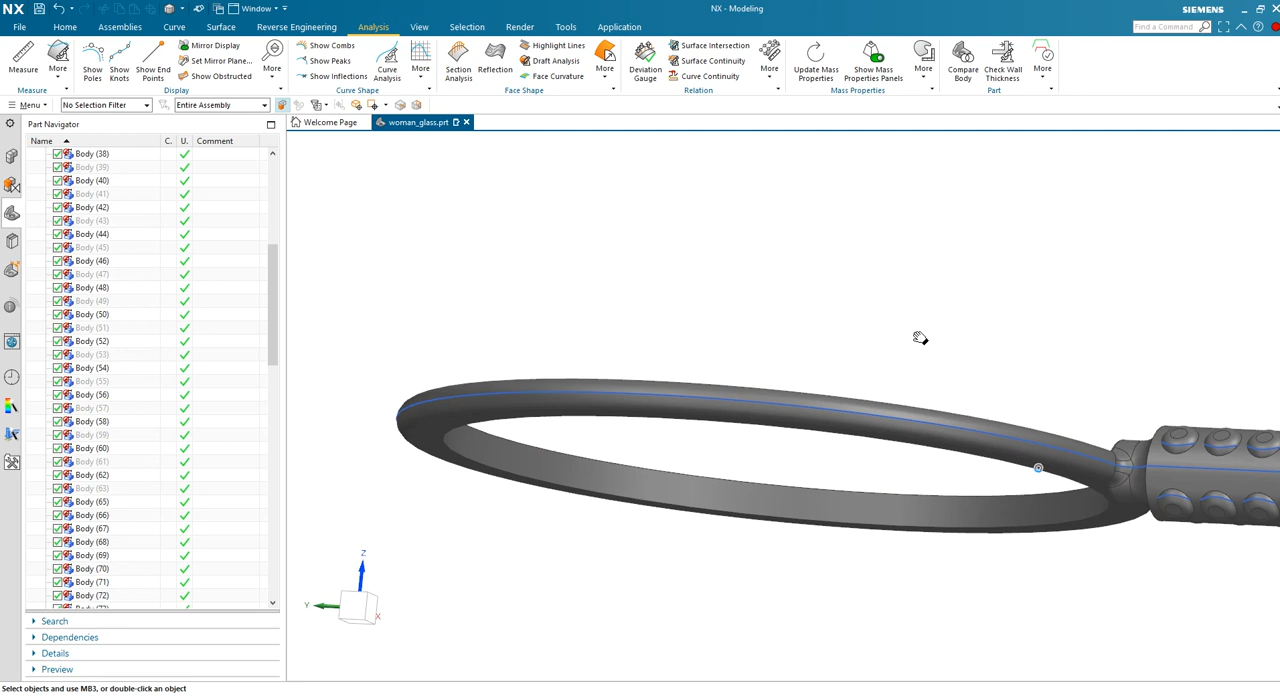 NX Window NX - Modeling SIEMENS
File Home Assemblies Curve Surface Reverse Engineering Analysis View Selection Render Tools Application Find a Command
Mirror Display Show Combs Highlight Lines Surface Intersection
Set Mirror Plane... Show Peaks Draft Analysis Surface Continuity
Show Obstructed Show Inflections Face Curvature Curve Continuity
Measure More Show Poles Show Knots Show End Points More Curve Analysis More Section Analysis Reflection More Deviation Gauge More Update Mass Properties Show Mass Properties Panels More Compare Body Check Wall Thickness More
Measure Display Curve Shape Face Shape Relation Mass Properties Part
Menu No Selection Filter Entire Assembly
Part Navigator Welcome Page woman_glass.prt
Name C. U. Comment
Body (38)
Body (39)
Body (40)
Body (41)
Body (42)
Body (43)
Body (44)
Body (45)
Body (46)
Body (47)
Body (48)
Body (49)
Body (50)
Body (51)
Body (52)
Body (53)
Body (54)
Body (55)
Body (56)
Body (57)
Body (58)
Body (59)
Body (60)
Body (61)
Body (62)
Body (63)
Body (65)
Body (66)
Body (67)
Body (68)
Body (69)
Body (70)
Body (71)
Body (72)
Z
Y
X
Search
Dependencies
Details
Preview
Select objects and use MB3, or double-click an object